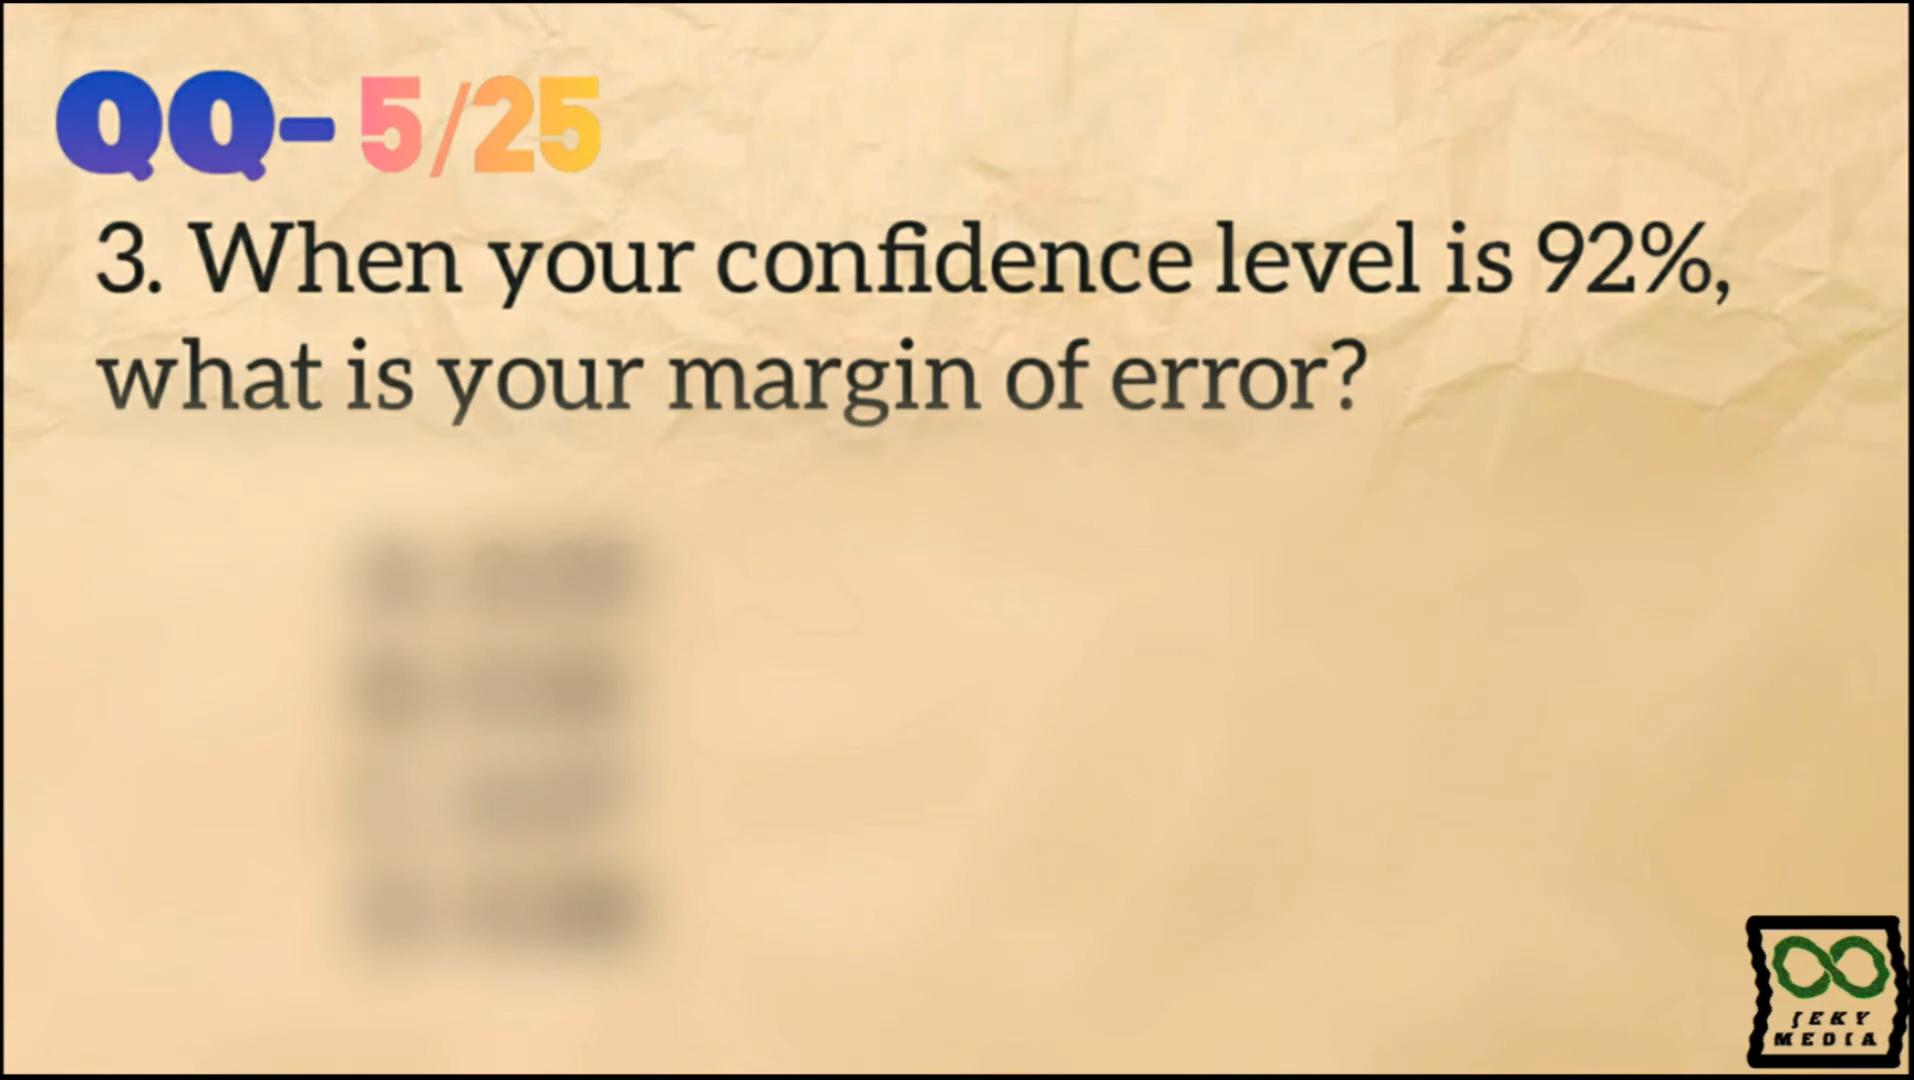 QQ- 5/25
3. When your confidence level is 92%,
what is your margin of error?
JEKY
MEDIA